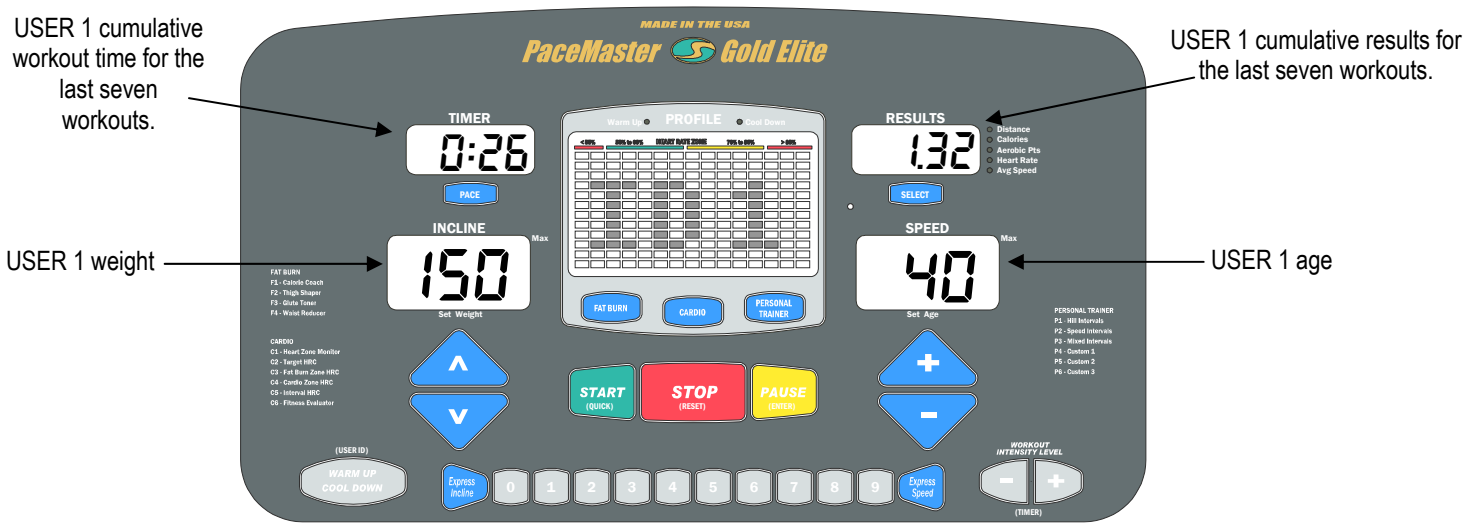 USER 1 cumulative
workout time for the
last seven
workouts.
MADE IN THE USA
PaceMaster Gold Elite
USER 1 cumulative results for
the last seven workouts.
TIMER
0:26
PACE
Warm Up PROFILE Cool Down
HEART RATE ZONE
RESULTS
1.32
Distance
Calories
Aerobic Pts
Heart Rate
Avg Speed
SELECT
USER 1 weight
INCLINE
Max
150
Set Weight
SPEED
Max
40
Set Age
USER 1 age
FAT BURN
F1 - Calorie Coach
F2 - Thigh Shaper
F3 - Glute Toner
F4 - Waist Reducer
CARDIO
C1 - Heart Zone Monitor
C2 - Target HRC
C3 - Fat Burn Zone HRC
C4 - Cardio Zone HRC
C5 - Interval HRC
C6 - Fitness Evaluator
FAT BURN
CARDIO
PERSONAL
TRAINER
PERSONAL TRAINER
P1 - Hill Intervals
P2 - Speed Intervals
P3 - Mixed Intervals
P4 - Custom 1
P5 - Custom 2
P6 - Custom 3
^
v
START
(QUICK)
STOP
(RESET)
PAUSE
(ENTER)
+
-
(USER ID)
WARM UP
COOL DOWN
Express
Incline
0 1 2 3 4 5 6 7 8 9
Express
Speed
WORKOUT
INTENSITY LEVEL
- +
(TIMER)